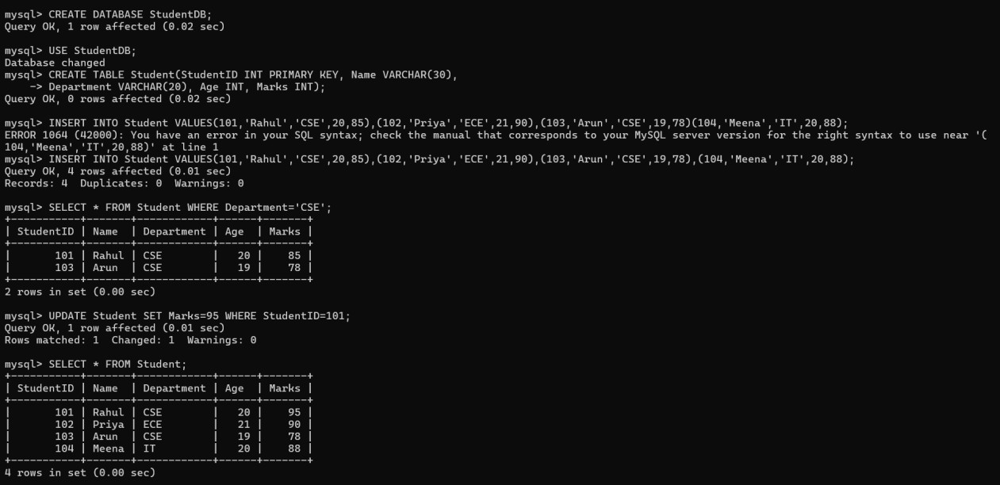 mysql> CREATE DATABASE StudentDB;
Query OK, 1 row affected (0.02 sec)

mysql> USE StudentDB;
Database changed
mysql> CREATE TABLE Student(StudentID INT PRIMARY KEY, Name VARCHAR(30),
    -> Department VARCHAR(20), Age INT, Marks INT);
Query OK, 0 rows affected (0.02 sec)

mysql> INSERT INTO Student VALUES(101,'Rahul','CSE',20,85),(102,'Priya','ECE',21,90),(103,'Arun','CSE',19,78)(104,'Meena','IT',20,88);
ERROR 1064 (42000): You have an error in your SQL syntax; check the manual that corresponds to your MySQL server version for the right syntax to use near '(
104,'Meena','IT',20,88)' at line 1
mysql> INSERT INTO Student VALUES(101,'Rahul','CSE',20,85),(102,'Priya','ECE',21,90),(103,'Arun','CSE',19,78),(104,'Meena','IT',20,88);
Query OK, 4 rows affected (0.01 sec)
Records: 4  Duplicates: 0  Warnings: 0

mysql> SELECT * FROM Student WHERE Department='CSE';
+-----------+-------+------------+------+-------+
| StudentID | Name  | Department | Age  | Marks |
+-----------+-------+------------+------+-------+
|       101 | Rahul | CSE        |   20 |    85 |
|       103 | Arun  | CSE        |   19 |    78 |
+-----------+-------+------------+------+-------+
2 rows in set (0.00 sec)

mysql> UPDATE Student SET Marks=95 WHERE StudentID=101;
Query OK, 1 row affected (0.01 sec)
Rows matched: 1  Changed: 1  Warnings: 0

mysql> SELECT * FROM Student;
+-----------+-------+------------+------+-------+
| StudentID | Name  | Department | Age  | Marks |
+-----------+-------+------------+------+-------+
|       101 | Rahul | CSE        |   20 |    95 |
|       102 | Priya | ECE        |   21 |    90 |
|       103 | Arun  | CSE        |   19 |    78 |
|       104 | Meena | IT         |   20 |    88 |
+-----------+-------+------------+------+-------+
4 rows in set (0.00 sec)